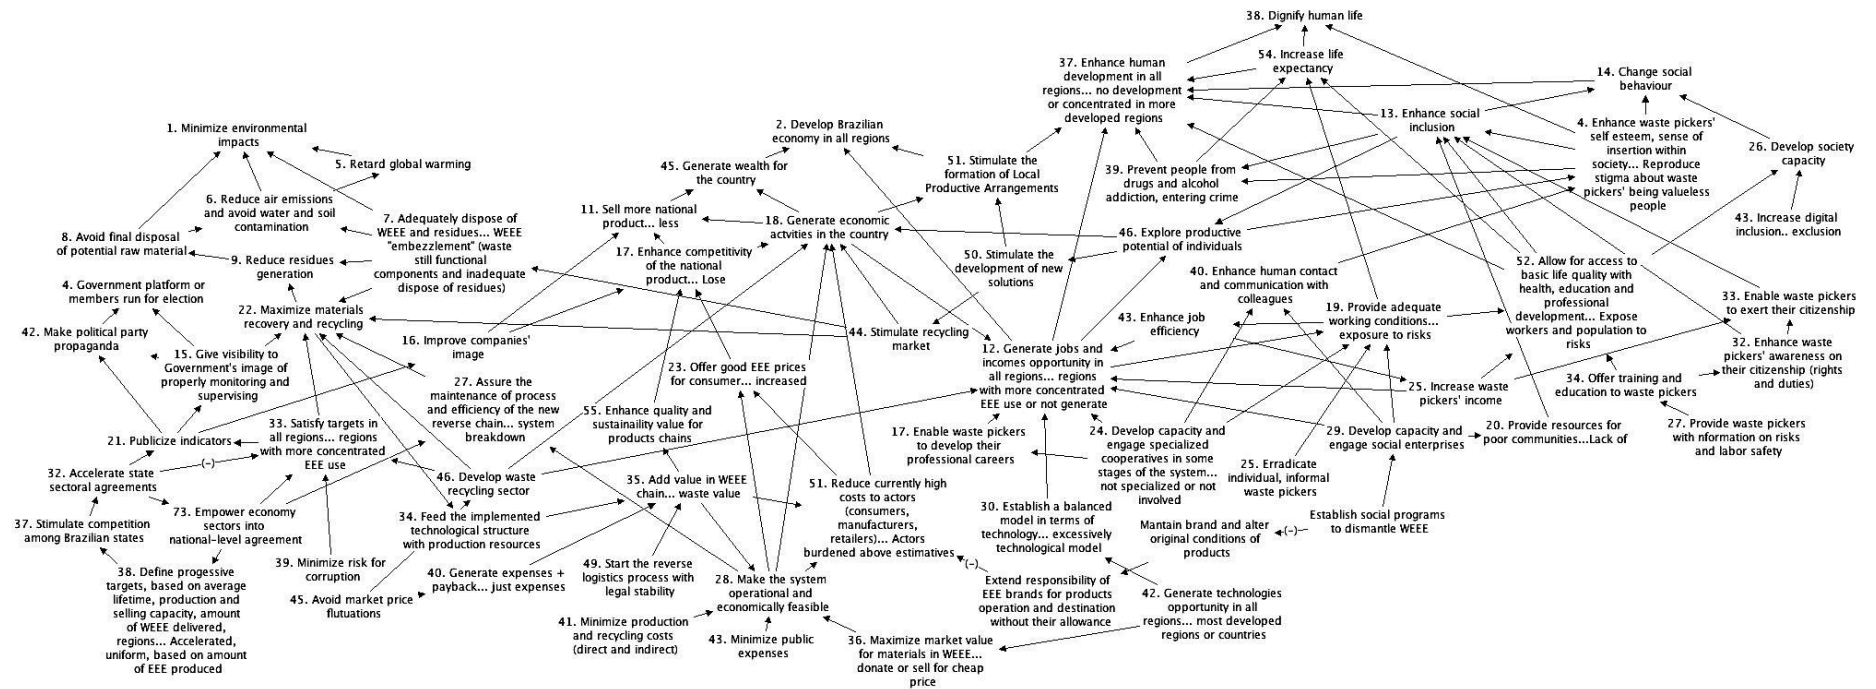 38. Dignify human life
54. Increase life
expectancy
37. Enhance human
development in all
regions... no development
or concentrated in more
developed regions
14. Change social
behaviour
13. Enhance social
inclusion
4. Enhance waste pickers'
self esteem, sense of
insertion within
society... Reproduce
stigma about waste
pickers' being valueless
people
26. Develop society
capacity
43. Increase digital
inclusion.. exclusion
1. Minimize environmental
impacts
5. Retard global warming
2. Develop Brazilian
economy in all regions
45. Generate wealth for
the country
51. Stimulate the
formation of Local
Productive Arrangements
39. Prevent people from
drugs and alcohol
addiction, entering crime
6. Reduce air emissions
and avoid water and soil
contamination
7. Adequately dispose of
WEEE and residues... WEEE
"embezzlement" (waste
still functional
components and inadequate
dispose of residues)
11. Sell more national
product... less
18. Generate economic
actvities in the country
46. Explore productive
potential of individuals
8. Avoid final disposal
of potential raw material
9. Reduce residues
generation
17. Enhance competitivity
of the national
product... Lose
50. Stimulate the
development of new
solutions
40. Enhance human contact
and communication with
colleagues
52. Allow for access to
basic life quality with
health, education and
professional
development... Expose
workers and population to
risks
4. Government platform or
members run for election
22. Maximize materials
recovery and recycling
42. Make political party
propaganda
16. Improve companies'
image
44. Stimulate recycling
market
43. Enhance job
efficiency
19. Provide adequate
working conditions...
exposure to risks
33. Enable waste pickers
to exert their citizenship
32. Enhance waste
pickers' awareness on
their citizenship (rights
and duties)
15. Give visibility to
Government's image of
properly monitoring and
supervising
23. Offer good EEE prices
for consumer... increased
12. Generate jobs and
incomes opportunity in
all regions... regions
with more concentrated
EEE use or not generate
25. Increase waste
pickers' income
34. Offer training and
education to waste pickers
27. Assure the
maintenance of process
and efficiency of the new
reverse chain... system
breakdown
55. Enhance quality and
sustainaility value for
products chains
21. Publicize indicators
33. Satisfy targets in
all regions... regions
with more concentrated
EEE use
17. Enable waste pickers
to develop their
professional careers
24. Develop capacity and
engage specialized
cooperatives in some
stages of the system...
not specialized or not
involved
29. Develop capacity and
engage social enterprises
20. Provide resources for
poor communities...Lack of
27. Provide waste pickers
with nformation on risks
and labor safety
25. Erradicate
individual, informal
waste pickers
32. Accelerate state
sectoral agreements
(-)
46. Develop waste
recycling sector
35. Add value in WEEE
chain... waste value
51. Reduce currently high
costs to actors
(consumers,
manufacturers,
retailers)... Actors
burdened above estimatives
30. Establish a balanced
model in terms of
technology... excessively
technological model
Mantain brand and alter
original conditions of
products
(-)
Establish social programs
to dismantle WEEE
37. Stimulate competition
among Brazilian states
73. Empower economy
sectors into
national-level agreement
34. Feed the implemented
technological structure
with production resources
39. Minimize risk for
corruption
40. Generate expenses +
payback... just expenses
49. Start the reverse
logistics process with
legal stability
28. Make the system
operational and
economically feasible
(-)
Extend responsibility of
EEE brands for products
operation and destination
without their allowance
42. Generate technologies
opportunity in all
regions... most developed
regions or countries
38. Define progessive
targets, based on average
lifetime, production and
selling capacity, amount
of WEEE delivered,
regions... Accelerated,
uniform, based on amount
of EEE produced
45. Avoid market price
flutuations
41. Minimize production
and recycling costs
(direct and indirect)
43. Minimize public
expenses
36. Maximize market value
for materials in WEEE...
donate or sell for cheap
price